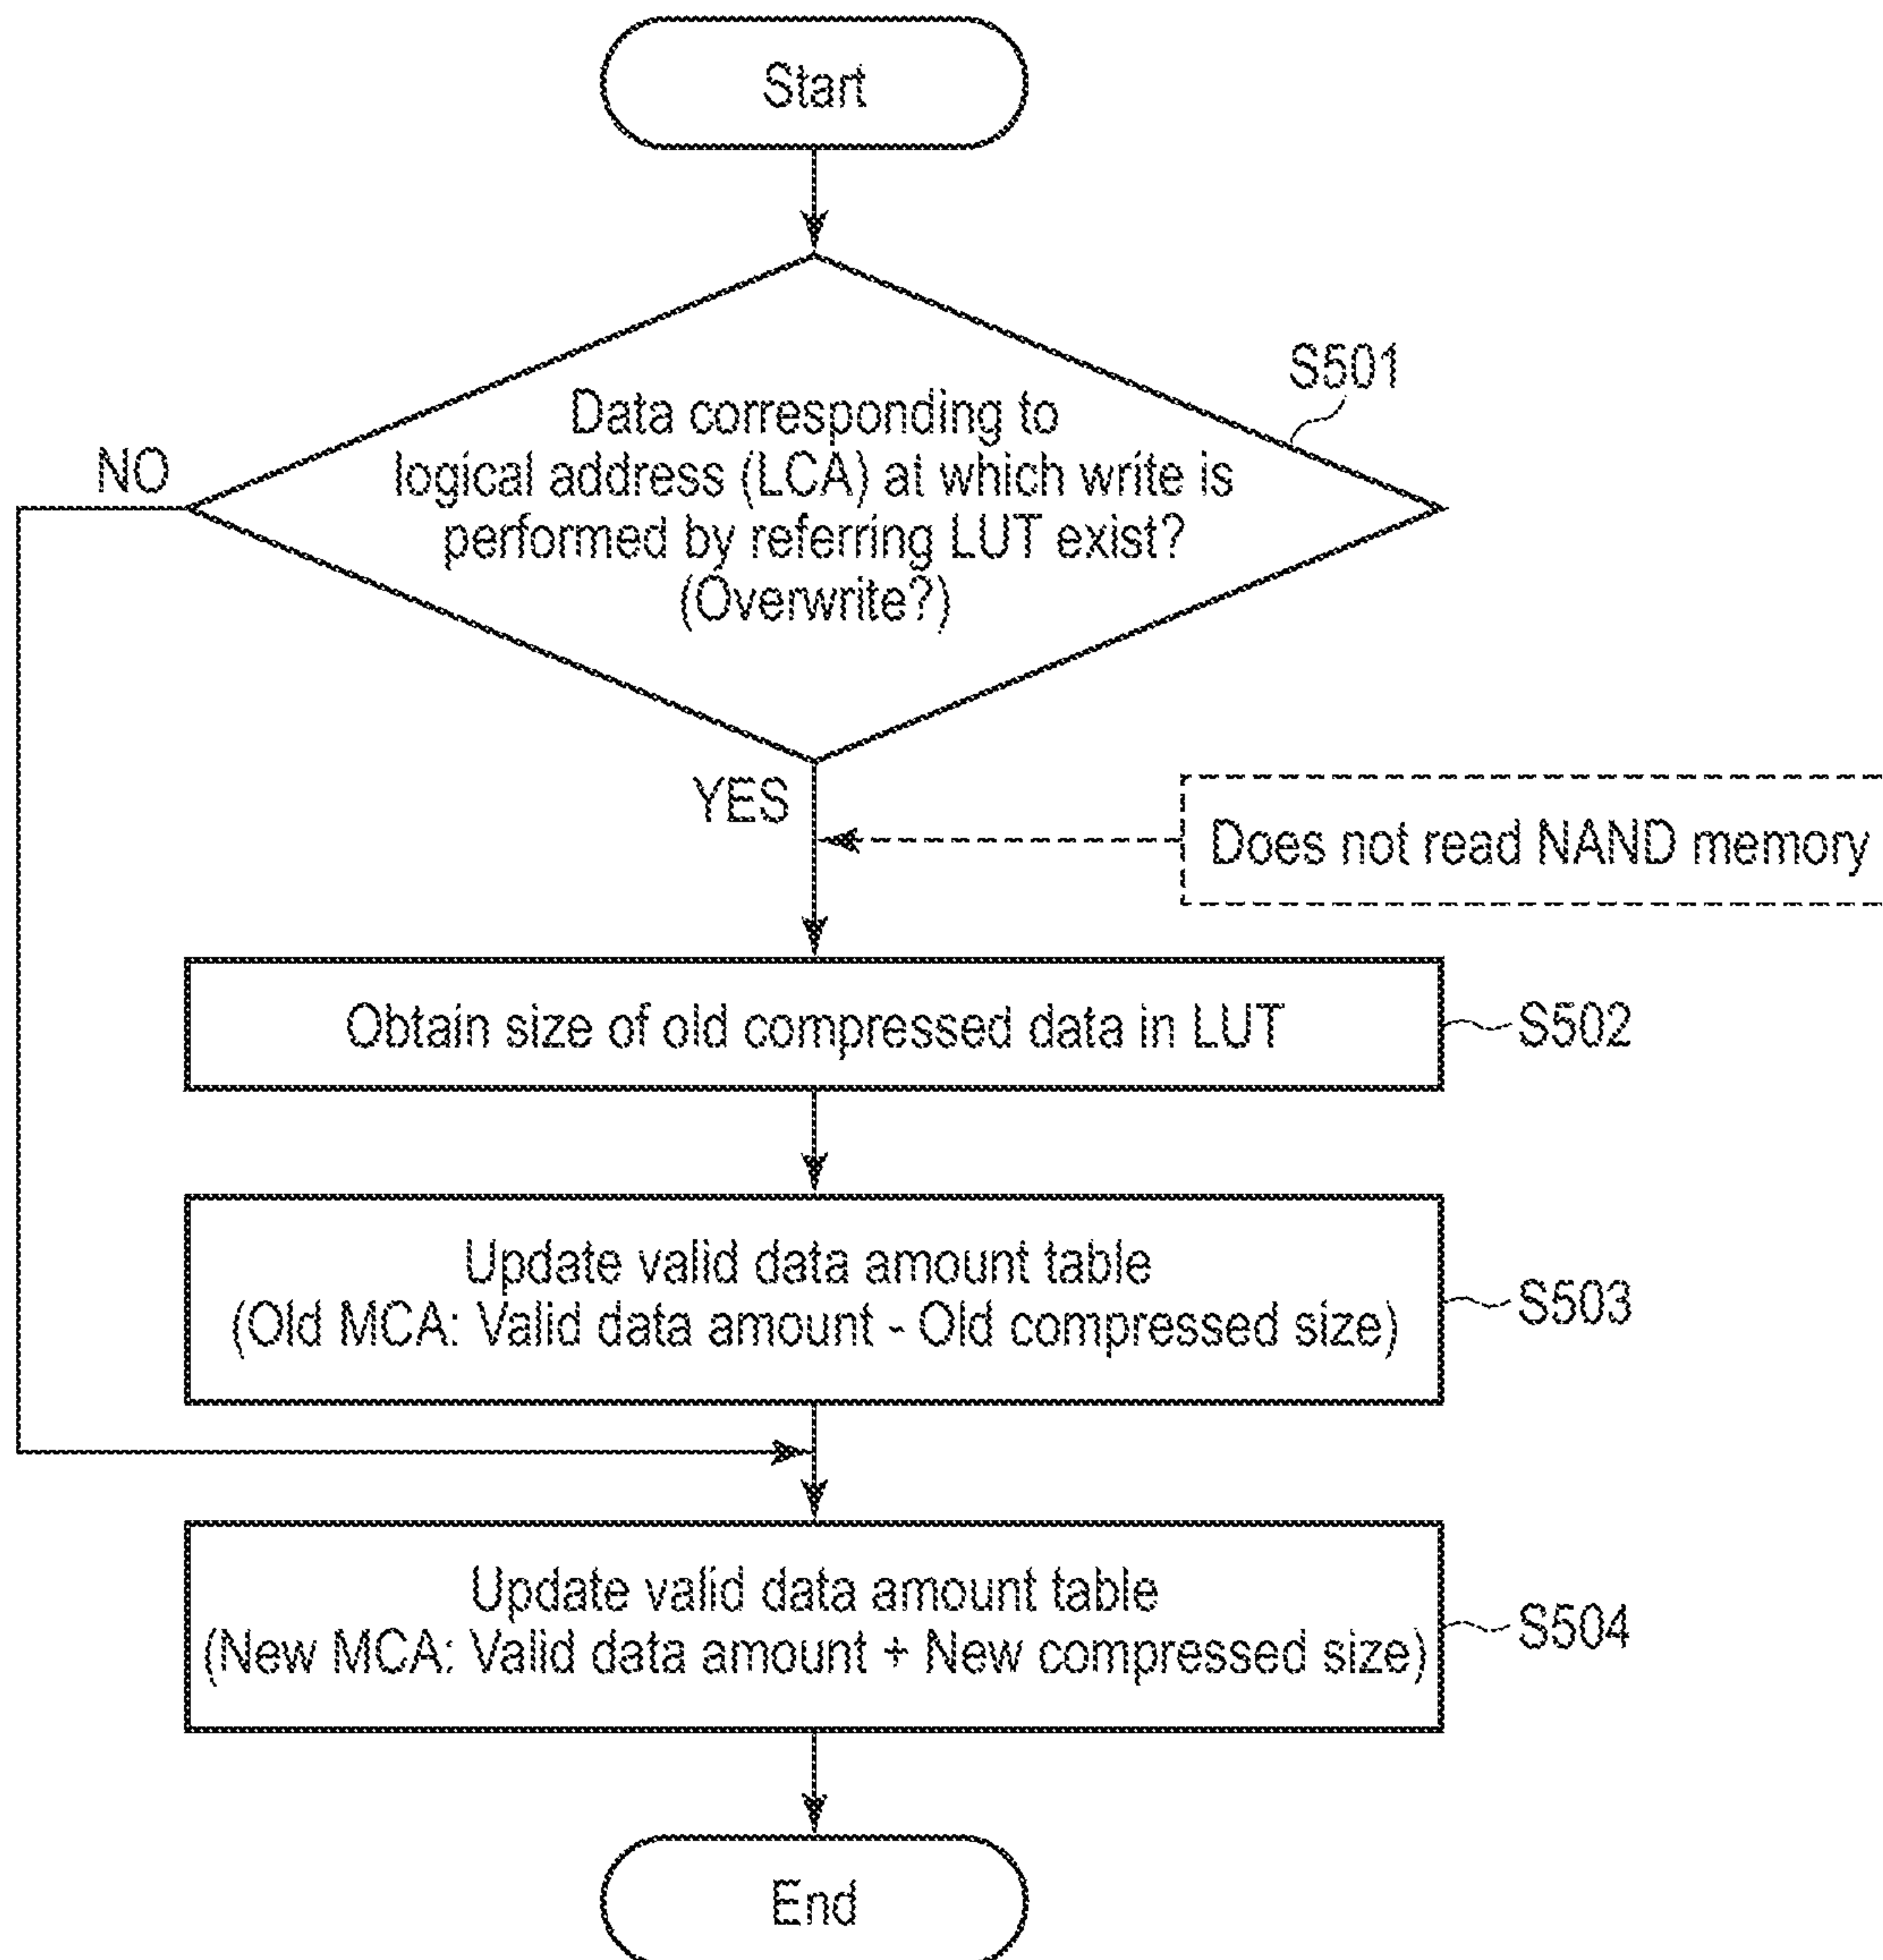 Start
S501
Data corresponding to
logical address (LCA) at which write is
performed by referring LUT exist?
(Overwrite?)
NO
YES
Does not read NAND memory
Obtain size of old compressed data in LUT
S502
Update valid data amount table
(Old MCA: Valid data amount - Old compressed size)
S503
Update valid data amount table
(New MCA: Valid data amount + New compressed size)
S504
End